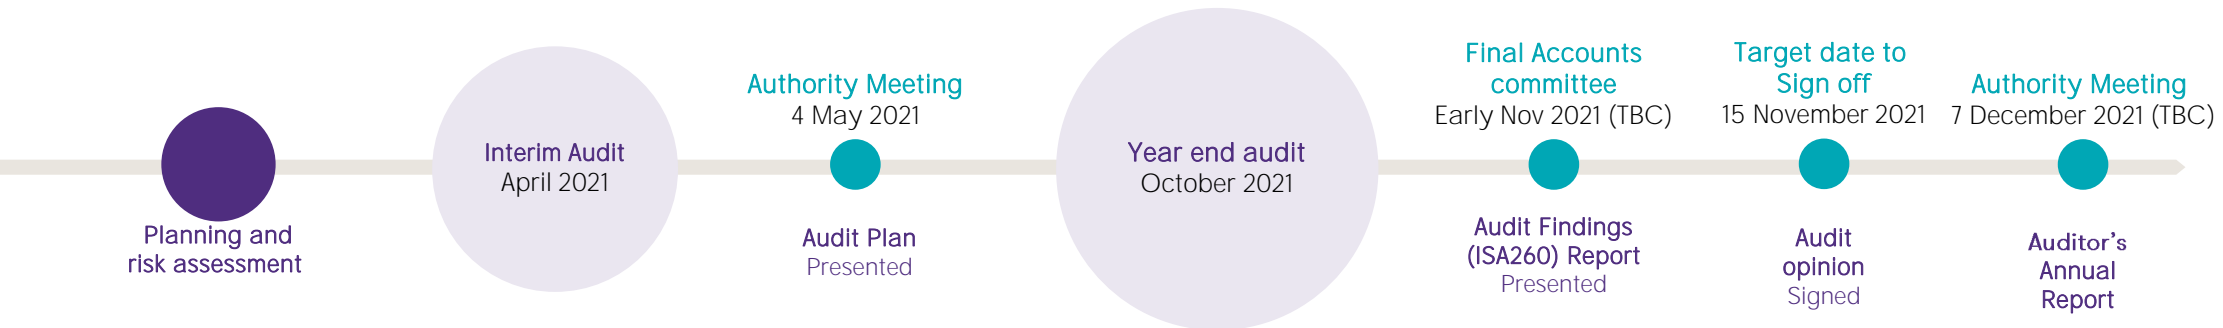 Planning and
risk assessment
Interim Audit
April 2021
Authority Meeting
4 May 2021
Audit Plan
Presented
Year end audit
October 2021
Final Accounts
committee
Early Nov 2021 (TBC)
Audit Findings
(ISA260) Report
Presented
Target date to
Sign off
15 November 2021
Audit
opinion
Signed
Authority Meeting
7 December 2021 (TBC)
Auditor's
Annual
Report